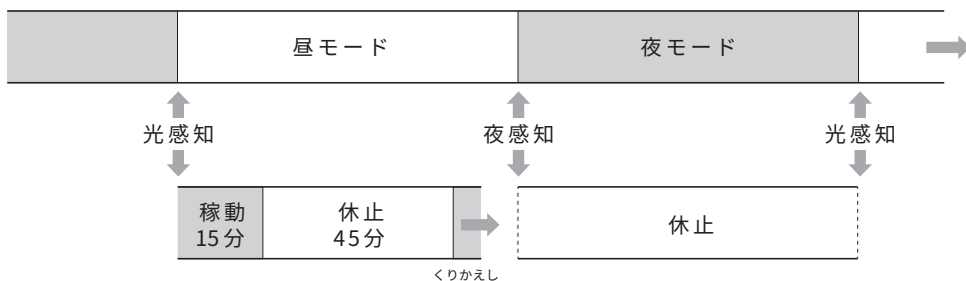 昼モード
夜モード
光感知
夜感知
光感知
稼動
15分
休止
45分
休止
くりかえし